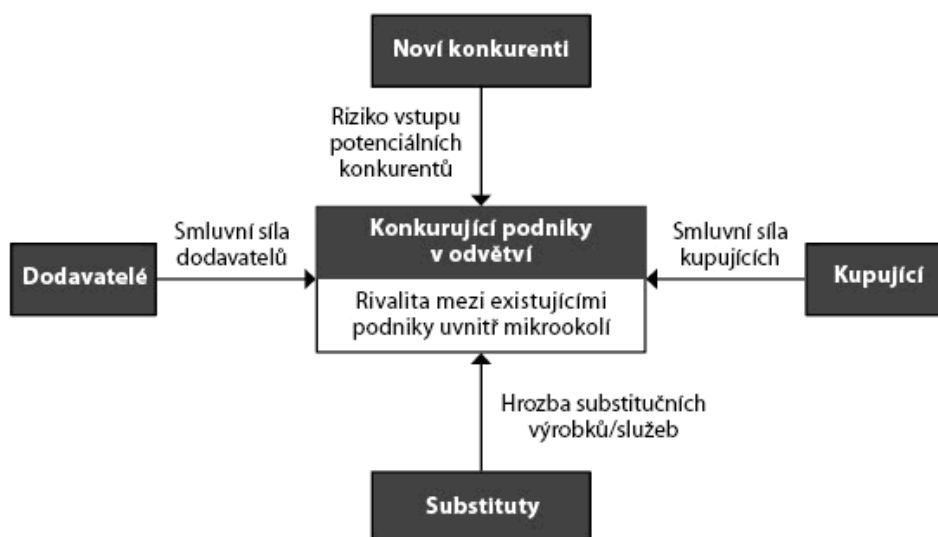 Noví konkurenti
Riziko vstupu
potenciálních
konkurentů
Smluvní síla
dodavatelů
Dodavatelé
Konkurující podniky
v odvětví
Rivalita mezi existujícími
podniky uvnitř mikrookolí
Smluvní síla
kupujících
Kupující
Hrozba substitučních
výrobků/služeb
Substituty